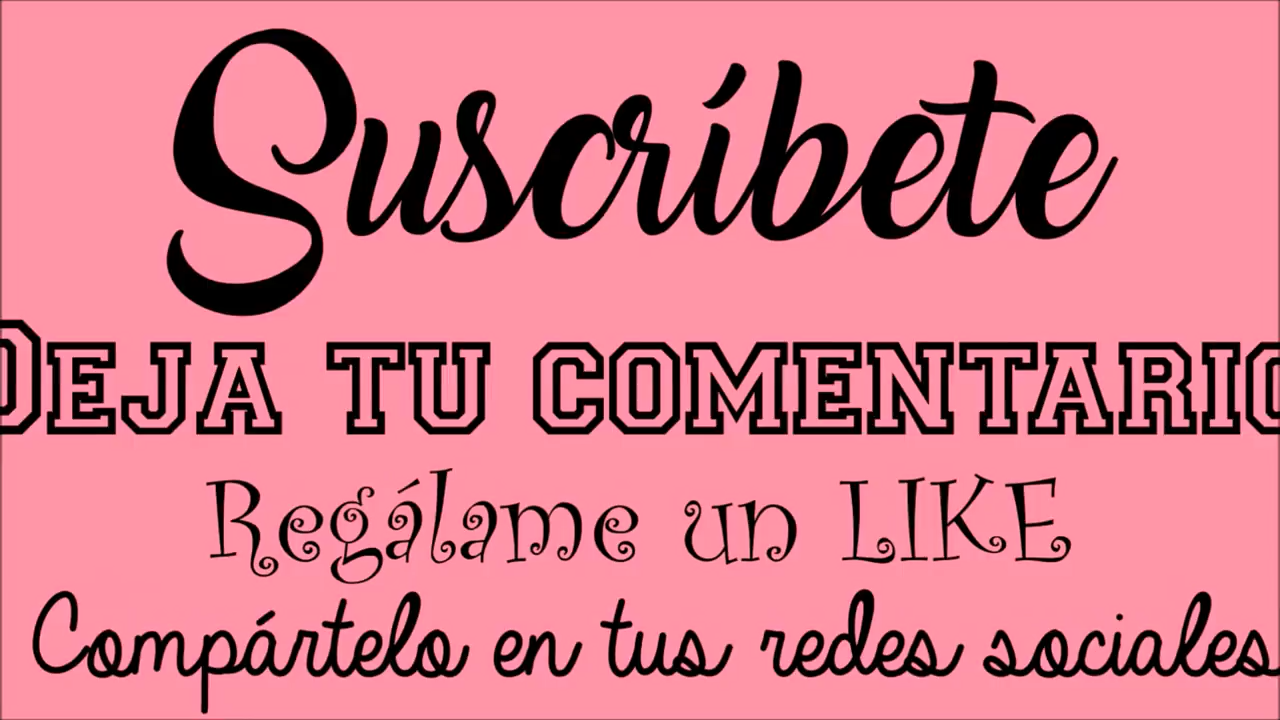 Suscríbete
DEJA TU COMENTARIO
Regálame un LIKE
Compártelo en tus redes sociales